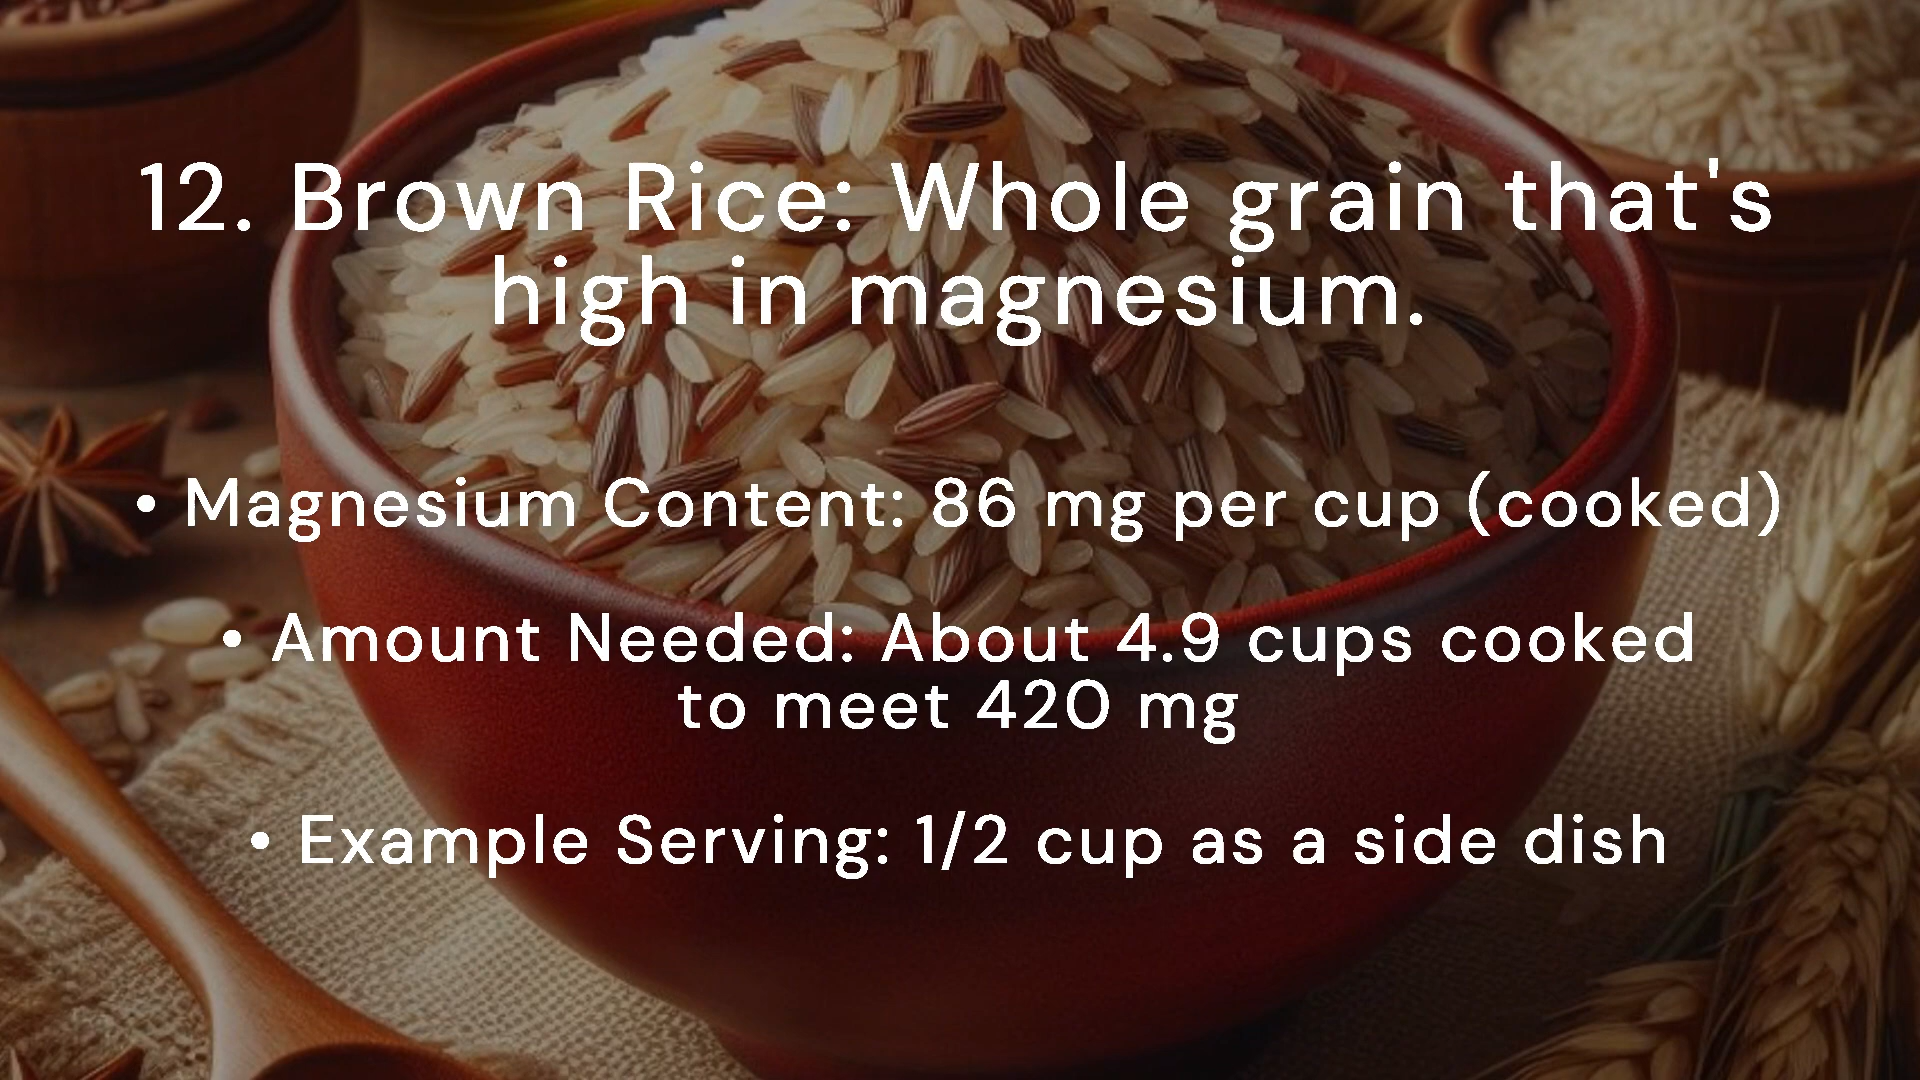 12. Brown Rice: Whole grain that's
high in magnesium.
• Magnesium Content: 86 mg per cup (cooked)
• Amount Needed: About 4.9 cups cooked
to meet 420 mg
• Example Serving: 1/2 cup as a side dish